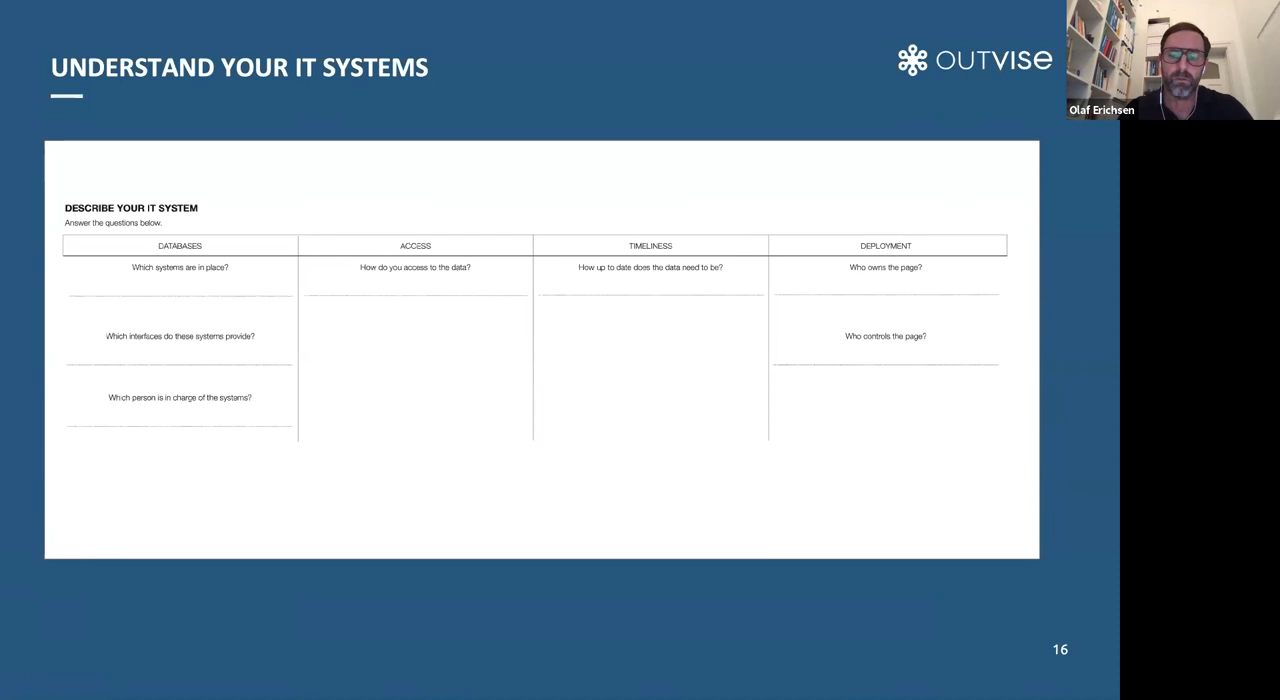 UNDERSTAND YOUR IT SYSTEMS
OUTVISE
Olaf Erichsen
DESCRIBE YOUR IT SYSTEM
Answer the questions below.
DATABASES
ACCESS
TIMELINESS
DEPLOYMENT
Which systems are in place?
How do you access to the data?
How up to date does the data need to be?
Who owns the page?
Which interfaces do these systems provide?
Who controls the page?
Which person is in charge of the systams?
16